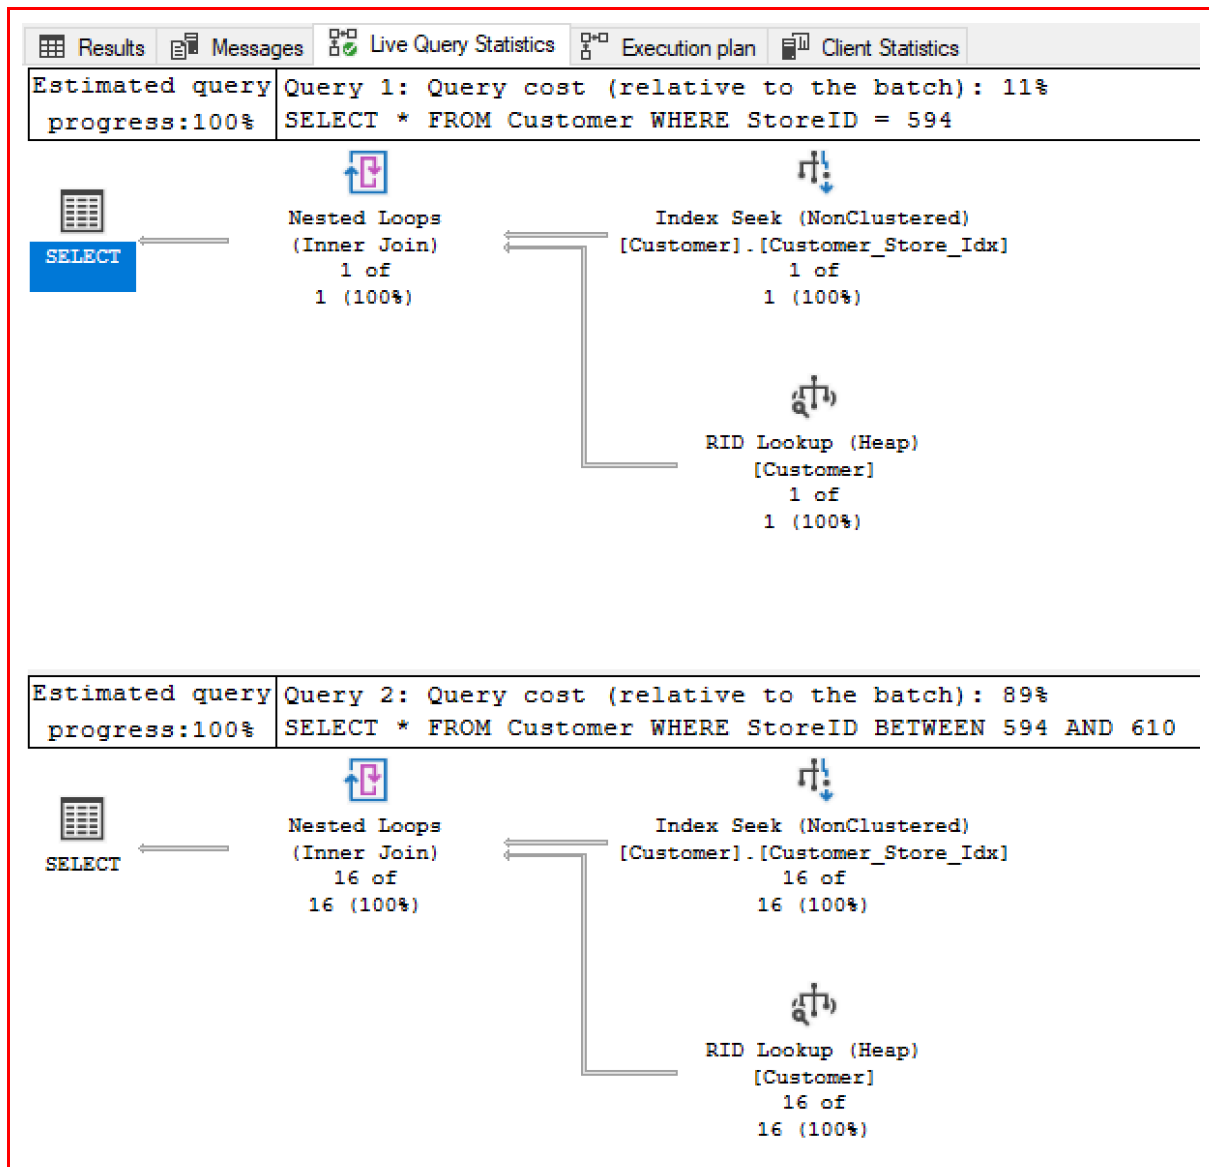 Results Messages Live Query Statistics Execution plan Client Statistics
Estimated query progress:100%
Query 1: Query cost (relative to the batch): 11%
SELECT * FROM Customer WHERE StoreID = 594
SELECT
Nested Loops
(Inner Join)
1 of
1 (100%)
Index Seek (NonClustered)
[Customer].[Customer_Store_Idx]
1 of
1 (100%)
RID Lookup (Heap)
[Customer]
1 of
1 (100%)
Estimated query progress:100%
Query 2: Query cost (relative to the batch): 89%
SELECT * FROM Customer WHERE StoreID BETWEEN 594 AND 610
SELECT
Nested Loops
(Inner Join)
16 of
16 (100%)
Index Seek (NonClustered)
[Customer].[Customer_Store_Idx]
16 of
16 (100%)
RID Lookup (Heap)
[Customer]
16 of
16 (100%)